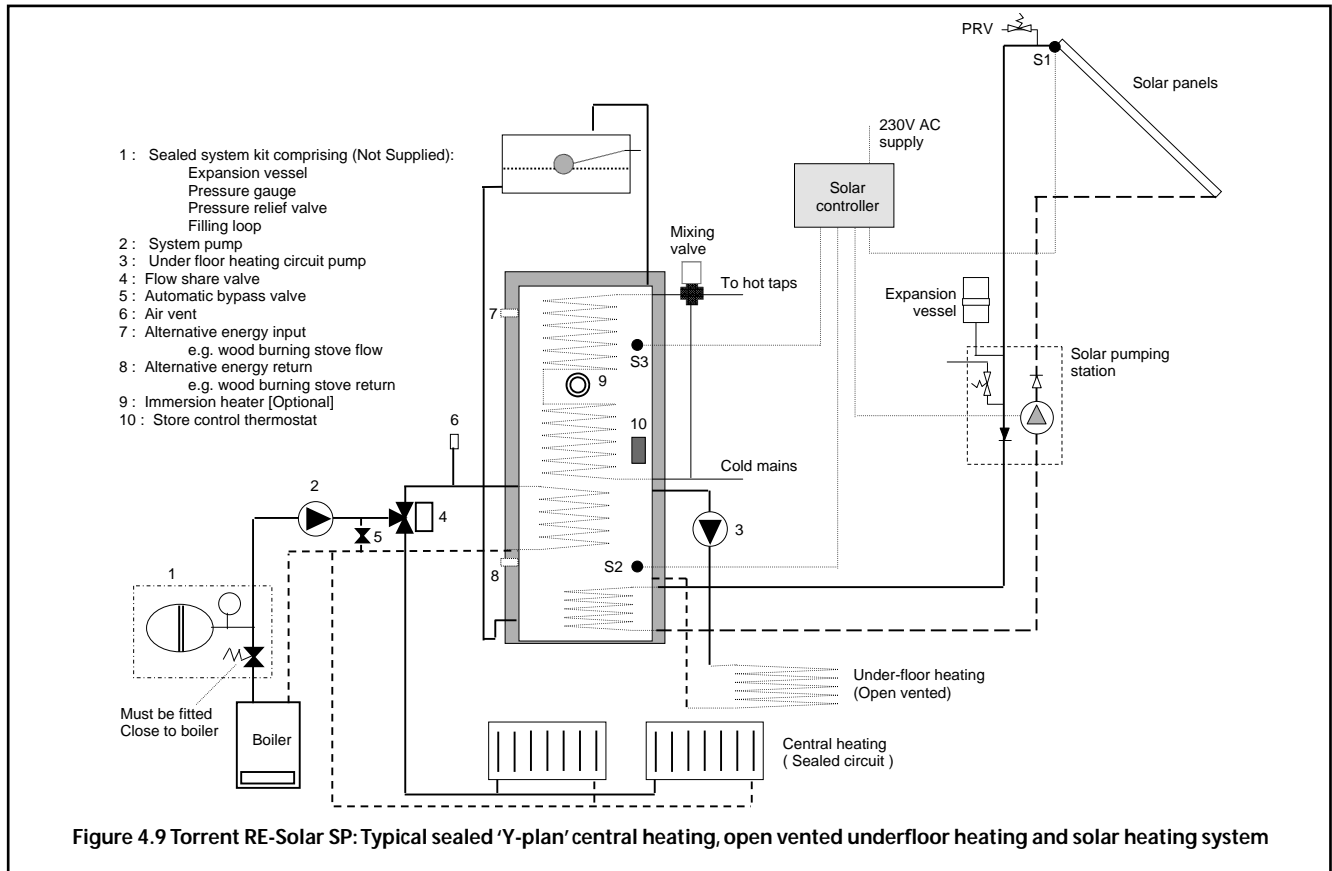 PRV
S1
Solar panels
230V AC
supply
1 : Sealed system kit comprising (Not Supplied):
Expansion vessel
Pressure gauge
Pressure relief valve
Filling loop
2 : System pump
3 : Under floor heating circuit pump
4 : Flow share valve
5 : Automatic bypass valve
6 : Air vent
7 : Alternative energy input
e.g. wood burning stove flow
8 : Alternative energy return
e.g. wood burning stove return
9 : Immersion heater [Optional]
10 : Store control thermostat
Solar
controller
Mixing
valve
To hot taps
Expansion
vessel
7
S3
Solar pumping
station
9
6
10
Cold mains
2
4
3
5
1
8
S2
Under-floor heating
(Open vented)
Must be fitted
Close to boiler
Boiler
Central heating
( Sealed circuit )
Figure 4.9 Torrent RE-Solar SP: Typical sealed ‘Y-plan’ central heating, open vented underfloor heating and solar heating system